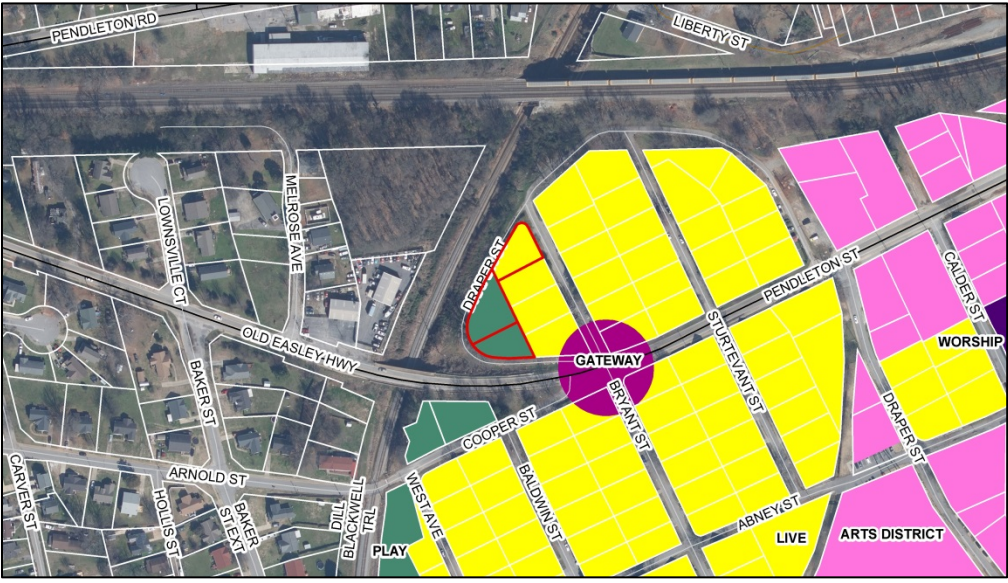 PENDLETON RD
LIBERTY ST
LOWNSVILLE CT
MELROSE AVE
DRAPER ST
PENDLETON ST
CALDER ST
WORSHIP
OLD EASLEY HWY
GATEWAY
STURTEVANT ST
BRYANT ST
BAKER ST
COOPER ST
DRAPER ST
ARNOLD ST
CARVER ST
HOLLIS ST
BAKER
ST EXT
DILL
BLACKWELL
TRL
WEST AVE
BALDWIN ST
ABNEY ST
PLAY
LIVE
ARTS DISTRICT